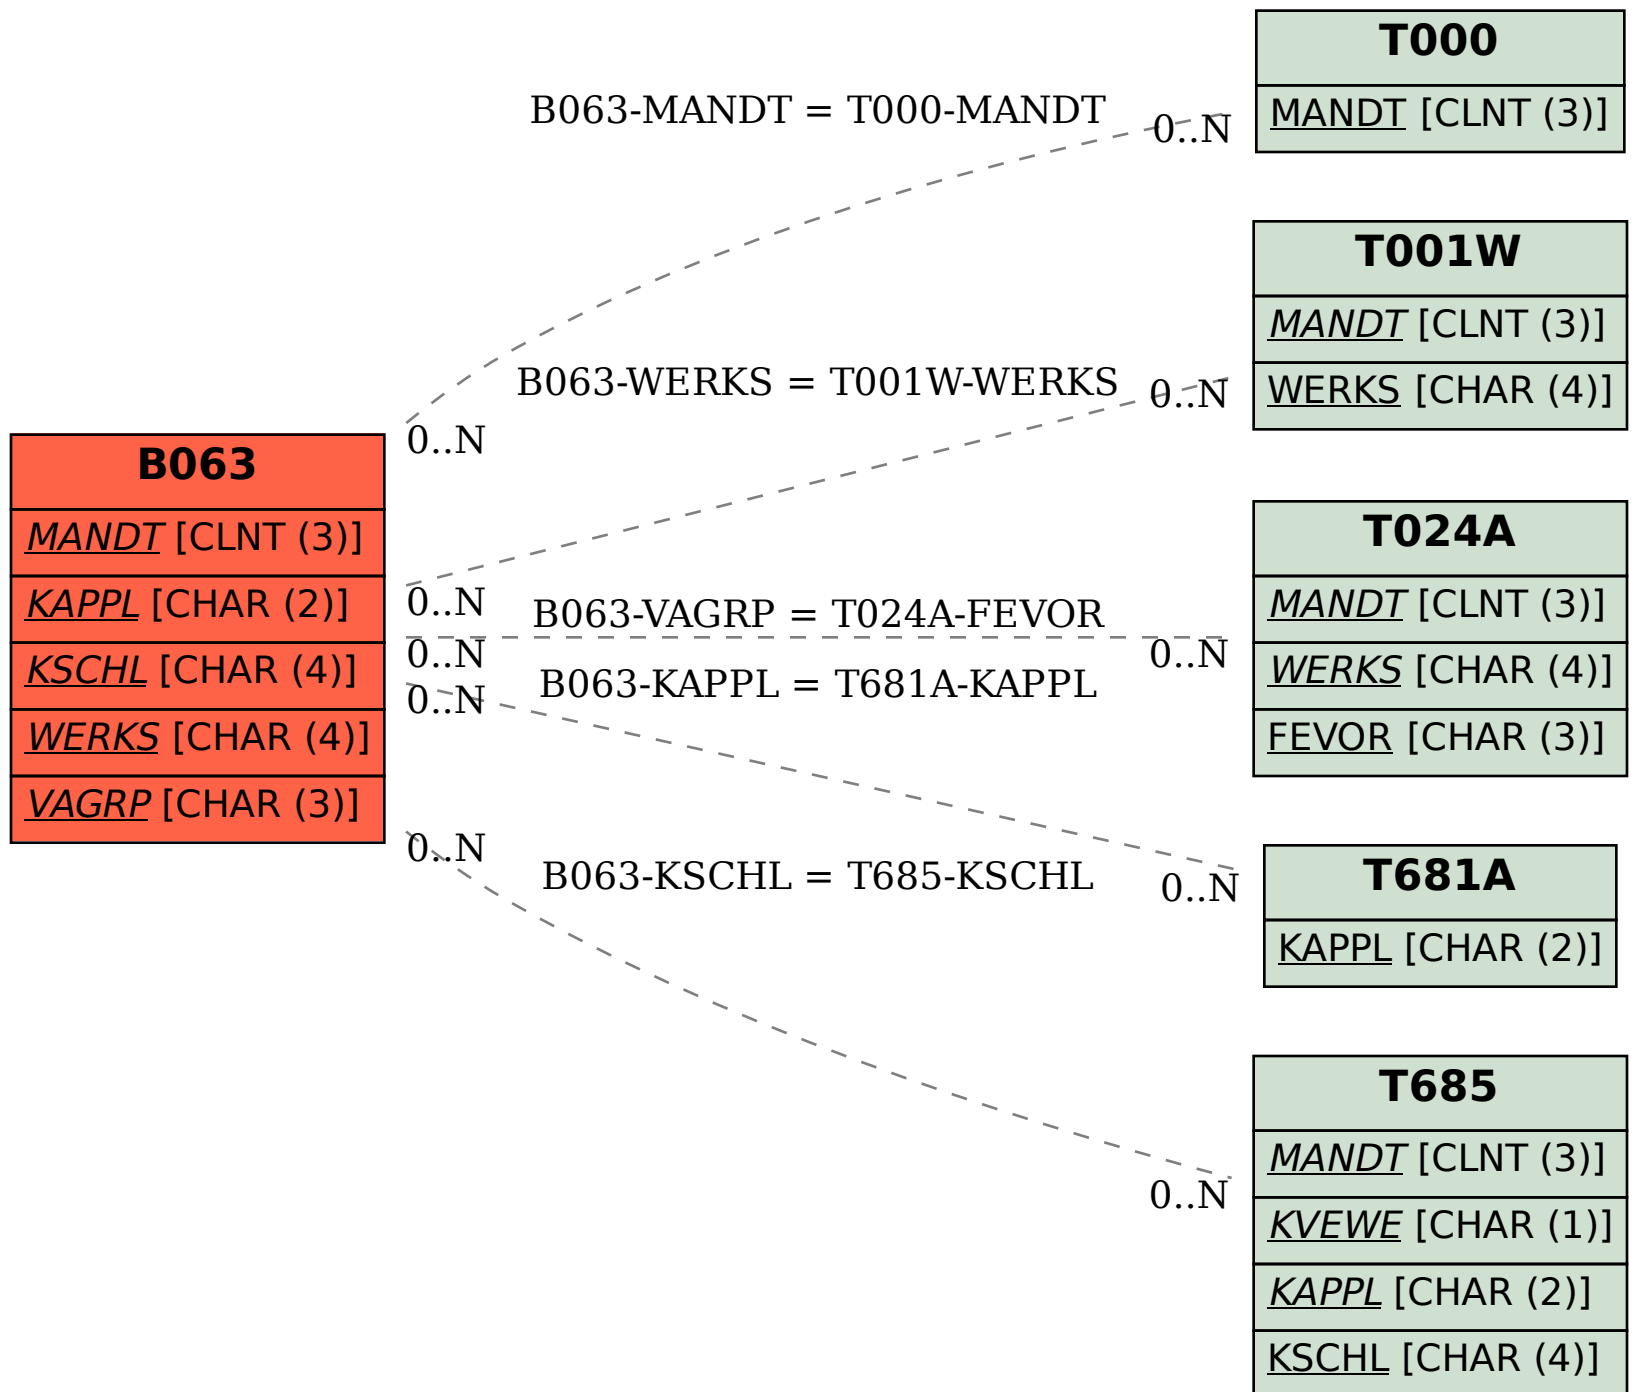 T000
MANDT [CLNT (3)]
B063-MANDT = T000-MANDT
0..N
T001W
MANDT [CLNT (3)]
WERKS [CHAR (4)]
B063-WERKS = T001W-WERKS
0..N
0..N
B063
MANDT [CLNT (3)]
KAPPL [CHAR (2)]
KSCHL [CHAR (4)]
WERKS [CHAR (4)]
VAGRP [CHAR (3)]
0..N
B063-VAGRP = T024A-FEVOR
0..N
0..N
T024A
MANDT [CLNT (3)]
WERKS [CHAR (4)]
FEVOR [CHAR (3)]
B063-KAPPL = T681A-KAPPL
0..N
0..N
T681A
KAPPL [CHAR (2)]
0..N
B063-KSCHL = T685-KSCHL
0..N
T685
MANDT [CLNT (3)]
KVEWE [CHAR (1)]
KAPPL [CHAR (2)]
KSCHL [CHAR (4)]